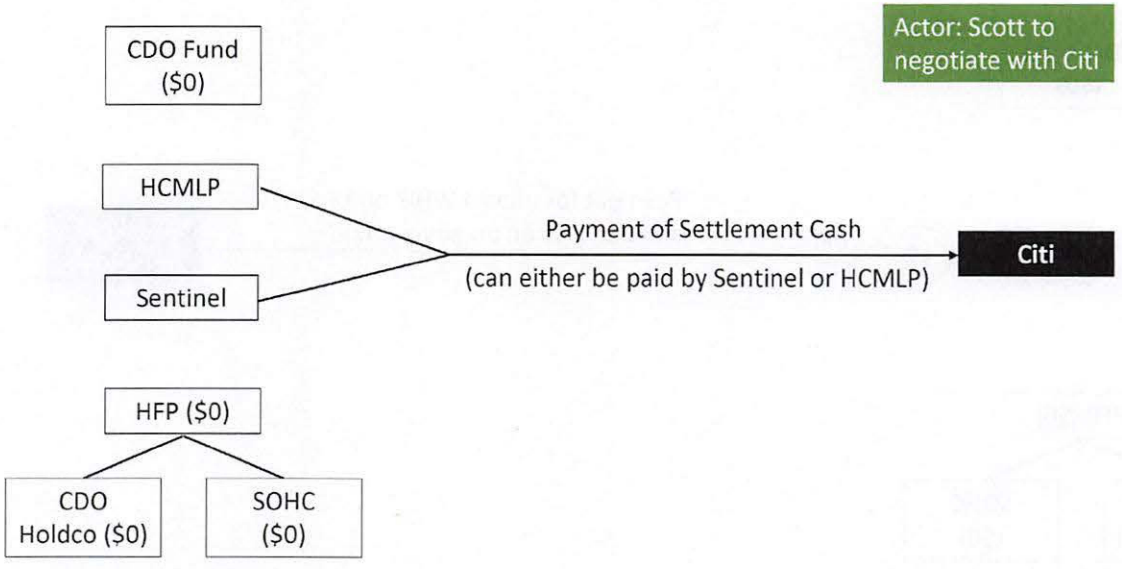 CDO Fund
($0)
Actor: Scott to
negotiate with Citi
HCMLP
Payment of Settlement Cash
(can either be paid by Sentinel or HCMLP)
Citi
Sentinel
HFP ($0)
CDO
Holdco ($0)
SOHC
($0)